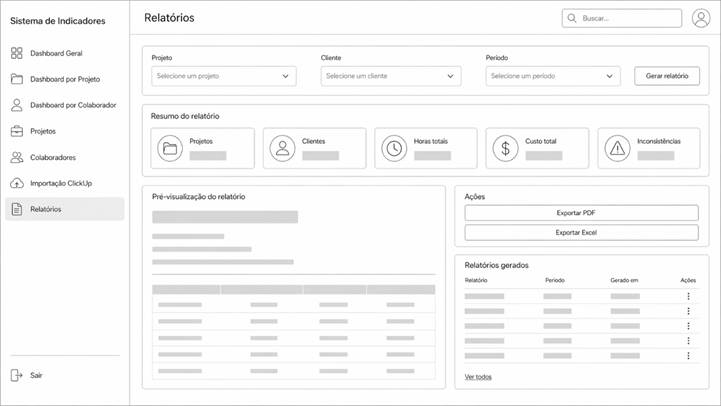 Sistema de Indicadores
Dashboard Geral
Dashboard por Projeto
Dashboard por Colaborador
Projetos
Colaboradores
Importação ClickUp
Relatórios
Sair
Relatórios
Buscar...
Projeto
Cliente
Período
Selecione um projeto
Selecione um cliente
Selecione um período
Gerar relatório
Resumo do relatório
Projetos
Clientes
Horas totais
Custo total
Inconsistências
Pré-visualização do relatório
Ações
Exportar PDF
Exportar Excel
Relatórios gerados
Relatório Período Gerado em Ações
Ver todos